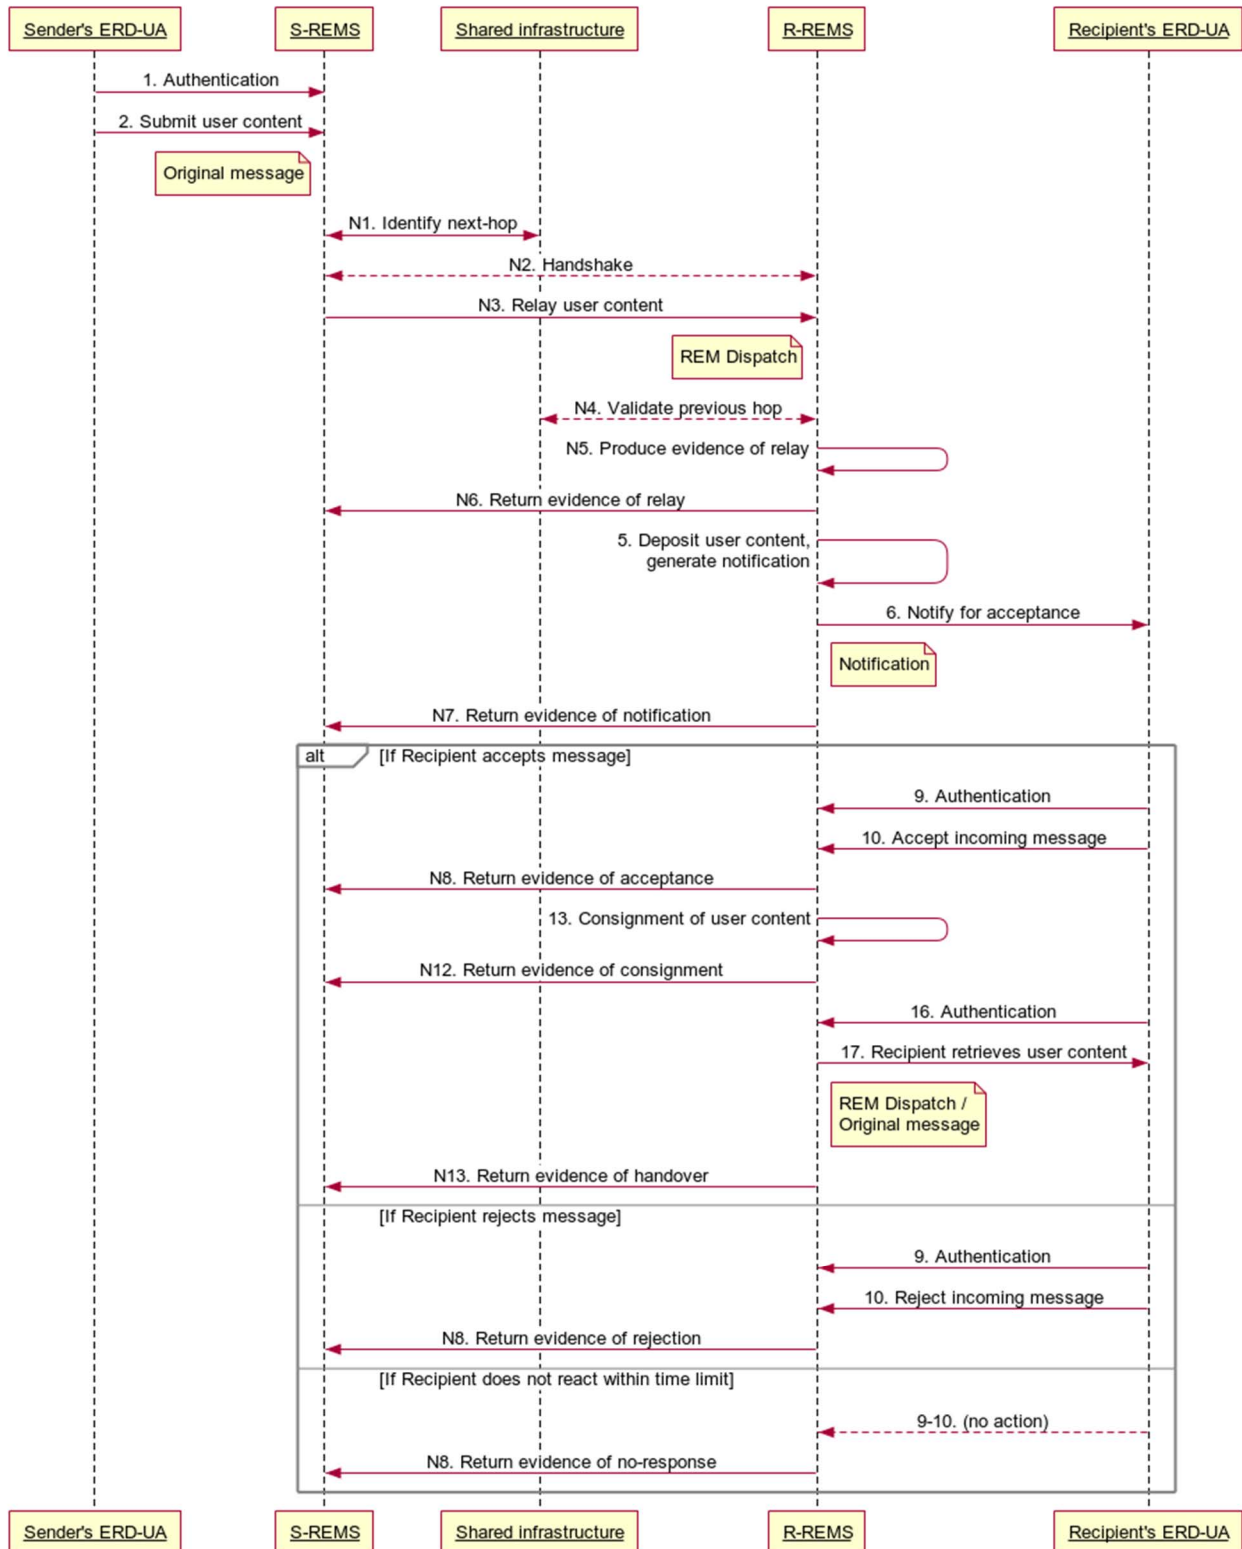 Sender's ERD-UA
S-REMS
Shared infrastructure
R-REMS
Recipient's ERD-UA
1. Authentication
2. Submit user content
Original message
N1. Identify next-hop
N2. Handshake
N3. Relay user content
REM Dispatch
N4. Validate previous hop
N5. Produce evidence of relay
N6. Return evidence of relay
5. Deposit user content,
generate notification
6. Notify for acceptance
Notification
N7. Return evidence of notification
alt
[If Recipient accepts message]
9. Authentication
10. Accept incoming message
N8. Return evidence of acceptance
13. Consignment of user content
N12. Return evidence of consignment
16. Authentication
17. Recipient retrieves user content
REM Dispatch /
Original message
N13. Return evidence of handover
[If Recipient rejects message]
9. Authentication
10. Reject incoming message
N8. Return evidence of rejection
[If Recipient does not react within time limit]
9-10. (no action)
N8. Return evidence of no-response
Sender's ERD-UA
S-REMS
Shared infrastructure
R-REMS
Recipient's ERD-UA